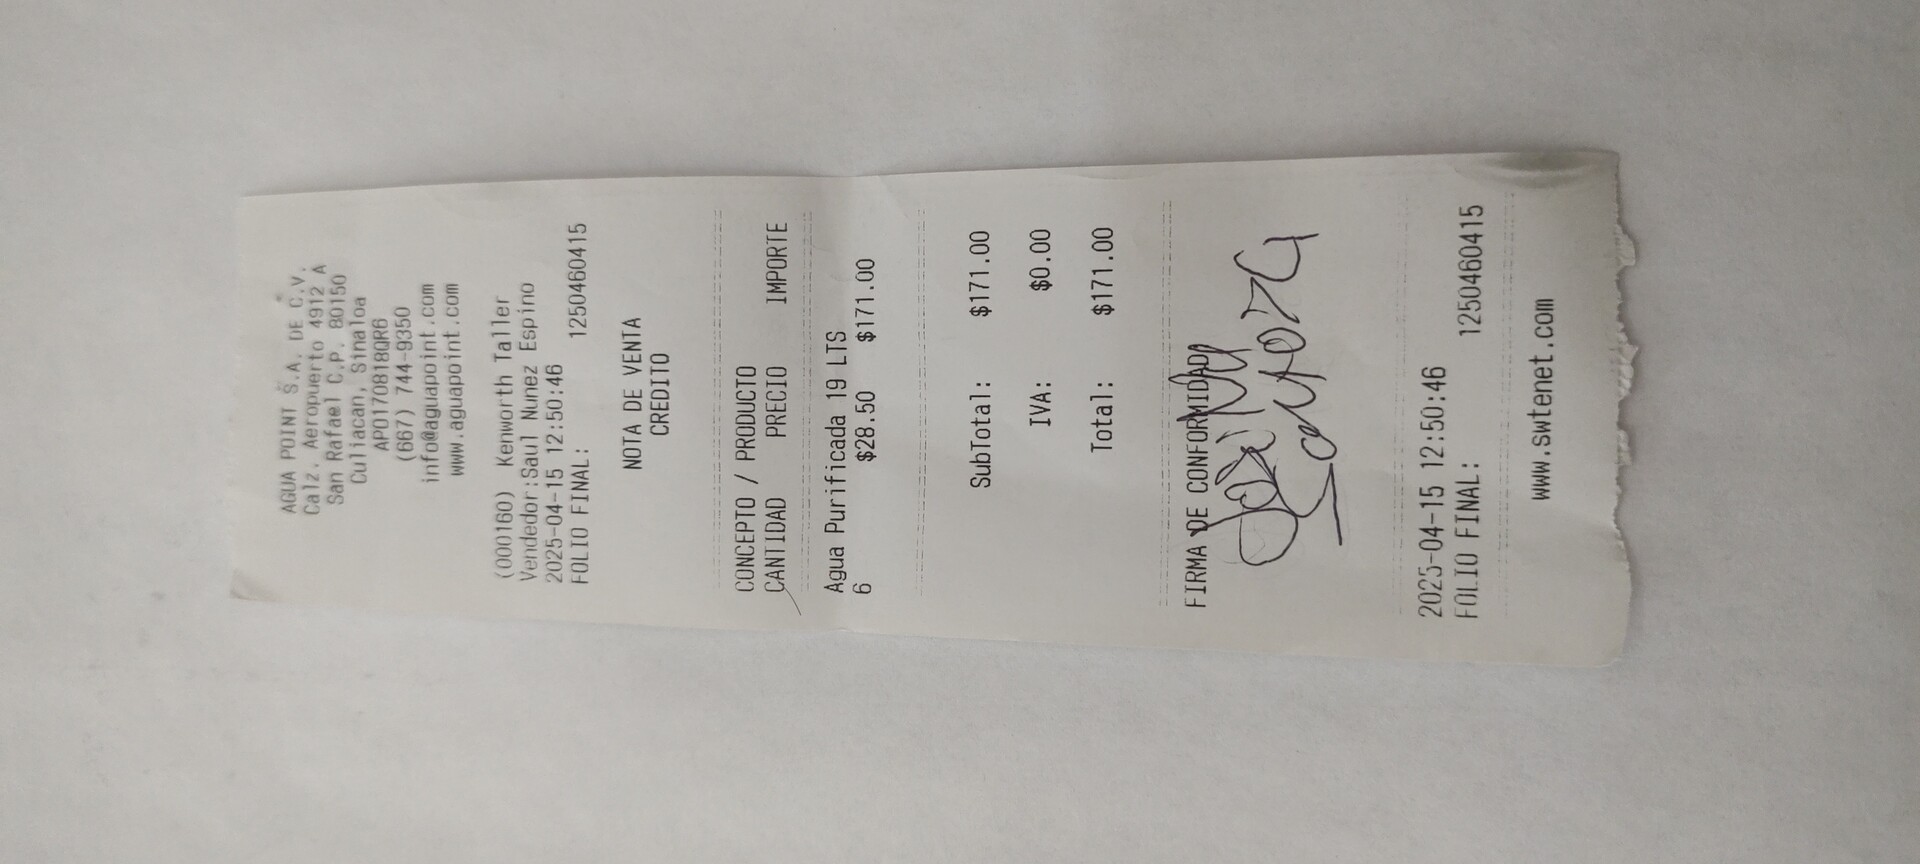 AGUA POINT S.A. DE C.V.
Calz. Aeropuerto 4912 A
San Rafael C.P. 80150
Culiacan, Sinaloa
APO170818QR6
(667) 744-9350
info@aguapoint.com
www.aguapoint.com
(000160) Kenworth Taller
Vendedor:Saul Nunez Espino
2025-04-15 12:50:46
FOLIO FINAL: 1250460415
NOTA DE VENTA
CREDITO
CONCEPTO / PRODUCTO
CANTIDAD PRECIO IMPORTE
Agua Purificada 19 LTS
6 $28.50 $171.00
SubTotal: $171.00
IVA: $0.00
Total: $171.00
FIRMA DE CONFORMIDAD
2025-04-15 12:50:46
FOLIO FINAL: 1250460415
www.swtenet.com